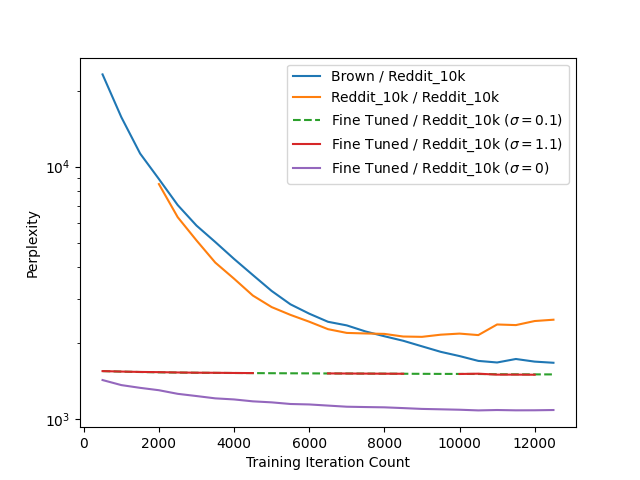 Brown / Reddit_10k
Reddit_10k / Reddit_10k
Fine Tuned / Reddit_10k (σ = 0.1)
Fine Tuned / Reddit_10k (σ = 1.1)
Fine Tuned / Reddit_10k (σ = 0)
10⁴
10³
Perplexity
0 2000 4000 6000 8000 10000 12000
Training Iteration Count